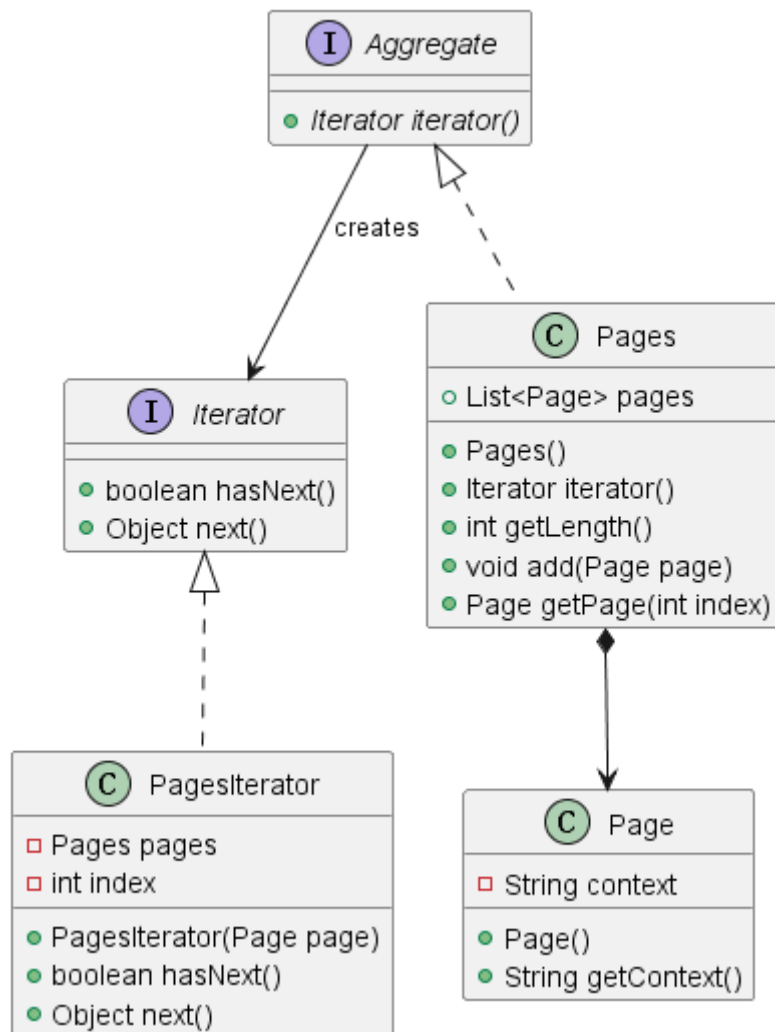 I Aggregate
Iterator iterator()
creates
C Pages
List<Page> pages
Pages()
Iterator iterator()
int getLength()
void add(Page page)
Page getPage(int index)
I Iterator
boolean hasNext()
Object next()
C PagesIterator
Pages pages
int index
PagesIterator(Page page)
boolean hasNext()
Object next()
C Page
String context
Page()
String getContext()